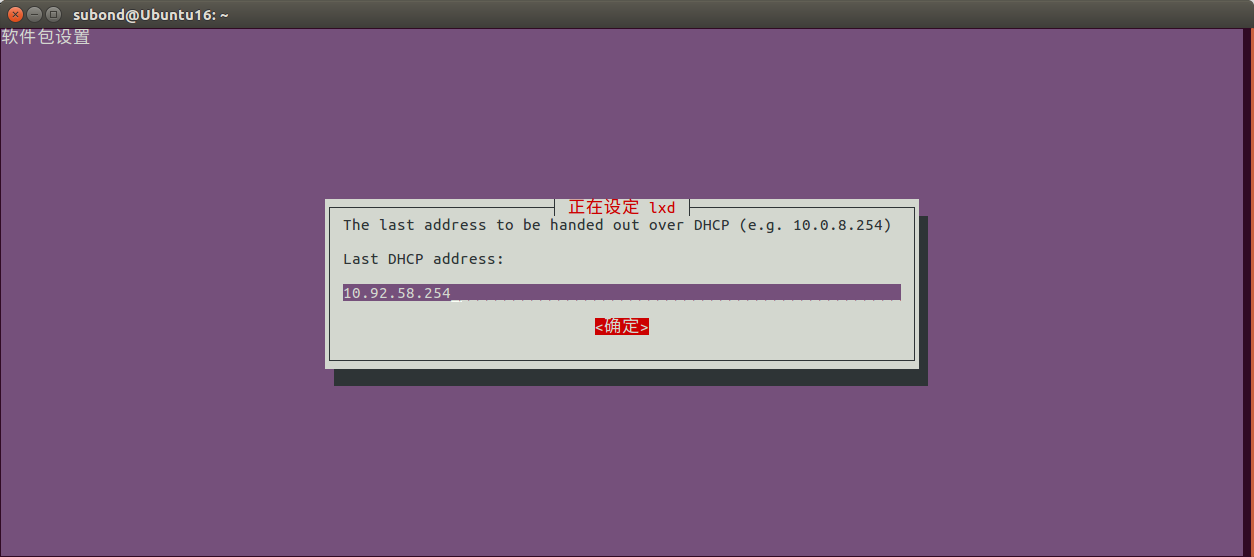 subond@Ubuntu16: ~
软件包设置
正在设定 lxd
The last address to be handed out over DHCP (e.g. 10.0.8.254)
Last DHCP address:
10.92.58.254
<确定>